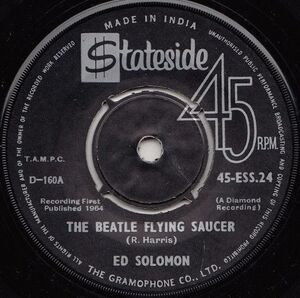 MADE IN INDIA
Stateside
45 RPM.
T.A.M.P.C.
D-160A
45-ESS.24
Recording First
Published 1964
(A Diamond
Recording)
THE BEATLE FLYING SAUCER
(R. Harris)
ED SOLOMON
THE GRAMOPHONE CO., LTD.
ALL RIGHTS OF THE MANUFACTURER AND OF THE OWNER OF THE RECORDED WORK RESERVED
UNAUTHORISED PUBLIC PERFORMANCE BROADCASTING AND COPYING OF THIS RECORD PROHIBITED